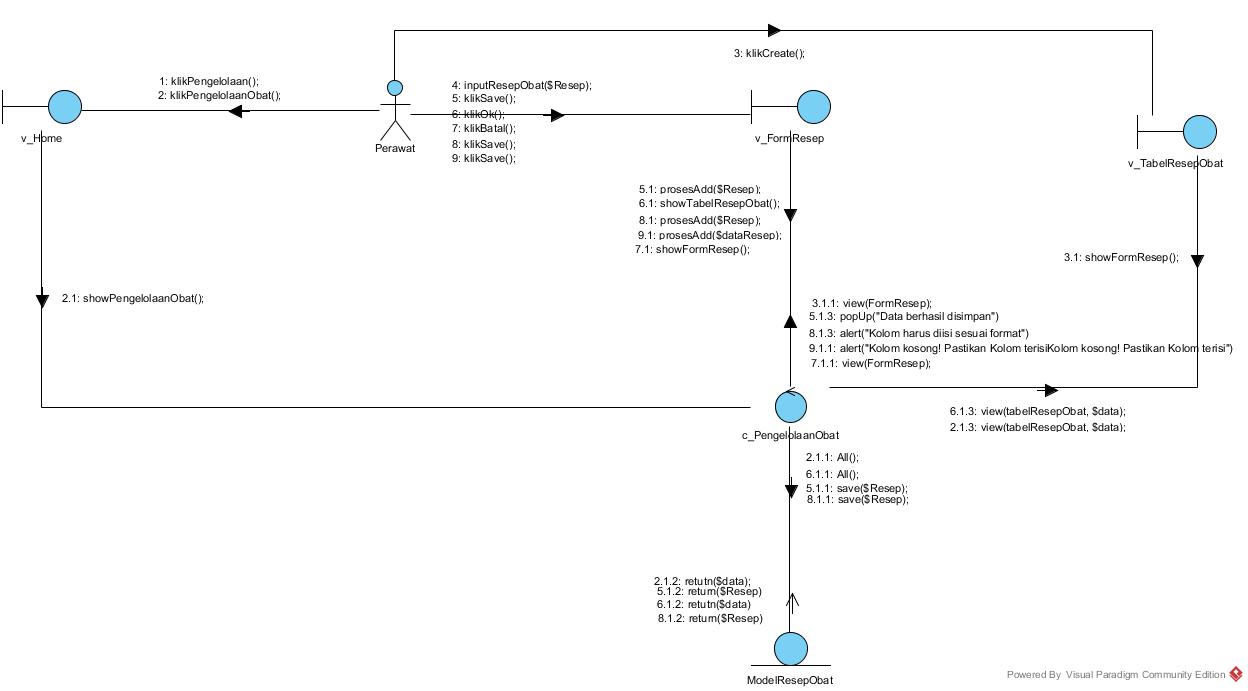 3: klikCreate();
1: klikPengelolaan();
2: klikPengelolaanObat();
4: inputResepObat($Resep);
5: klikSave();
6: klikOk();
7: klikBatal();
8: klikSave();
9: klikSave();
v_Home
Perawat
v_FormResep
v_TabelResepObat
5.1: prosesAdd($Resep);
6.1: showTabelResepObat();
8.1: prosesAdd($Resep);
9.1: prosesAdd($dataResep);
7.1: showFormResep();
3.1: showFormResep();
2.1: showPengelolaanObat();
3.1.1: view(FormResep);
5.1.3: popUp("Data berhasil disimpan")
8.1.3: alert("Kolom harus diisi sesuai format")
9.1.1: alert("Kolom kosong! Pastikan Kolom terisiKolom kosong! Pastikan Kolom terisi")
7.1.1: view(FormResep);
6.1.3: view(tabelResepObat, $data);
2.1.3: view(tabelResepObat, $data);
c_PengelolaanObat
2.1.1: All();
6.1.1: All();
5.1.1: save($Resep);
8.1.1: save($Resep);
2.1.2: retutn($data);
5.1.2: return($Resep)
6.1.2: retutn($data)
8.1.2: return($Resep)
ModelResepObat
Powered By Visual Paradigm Community Edition